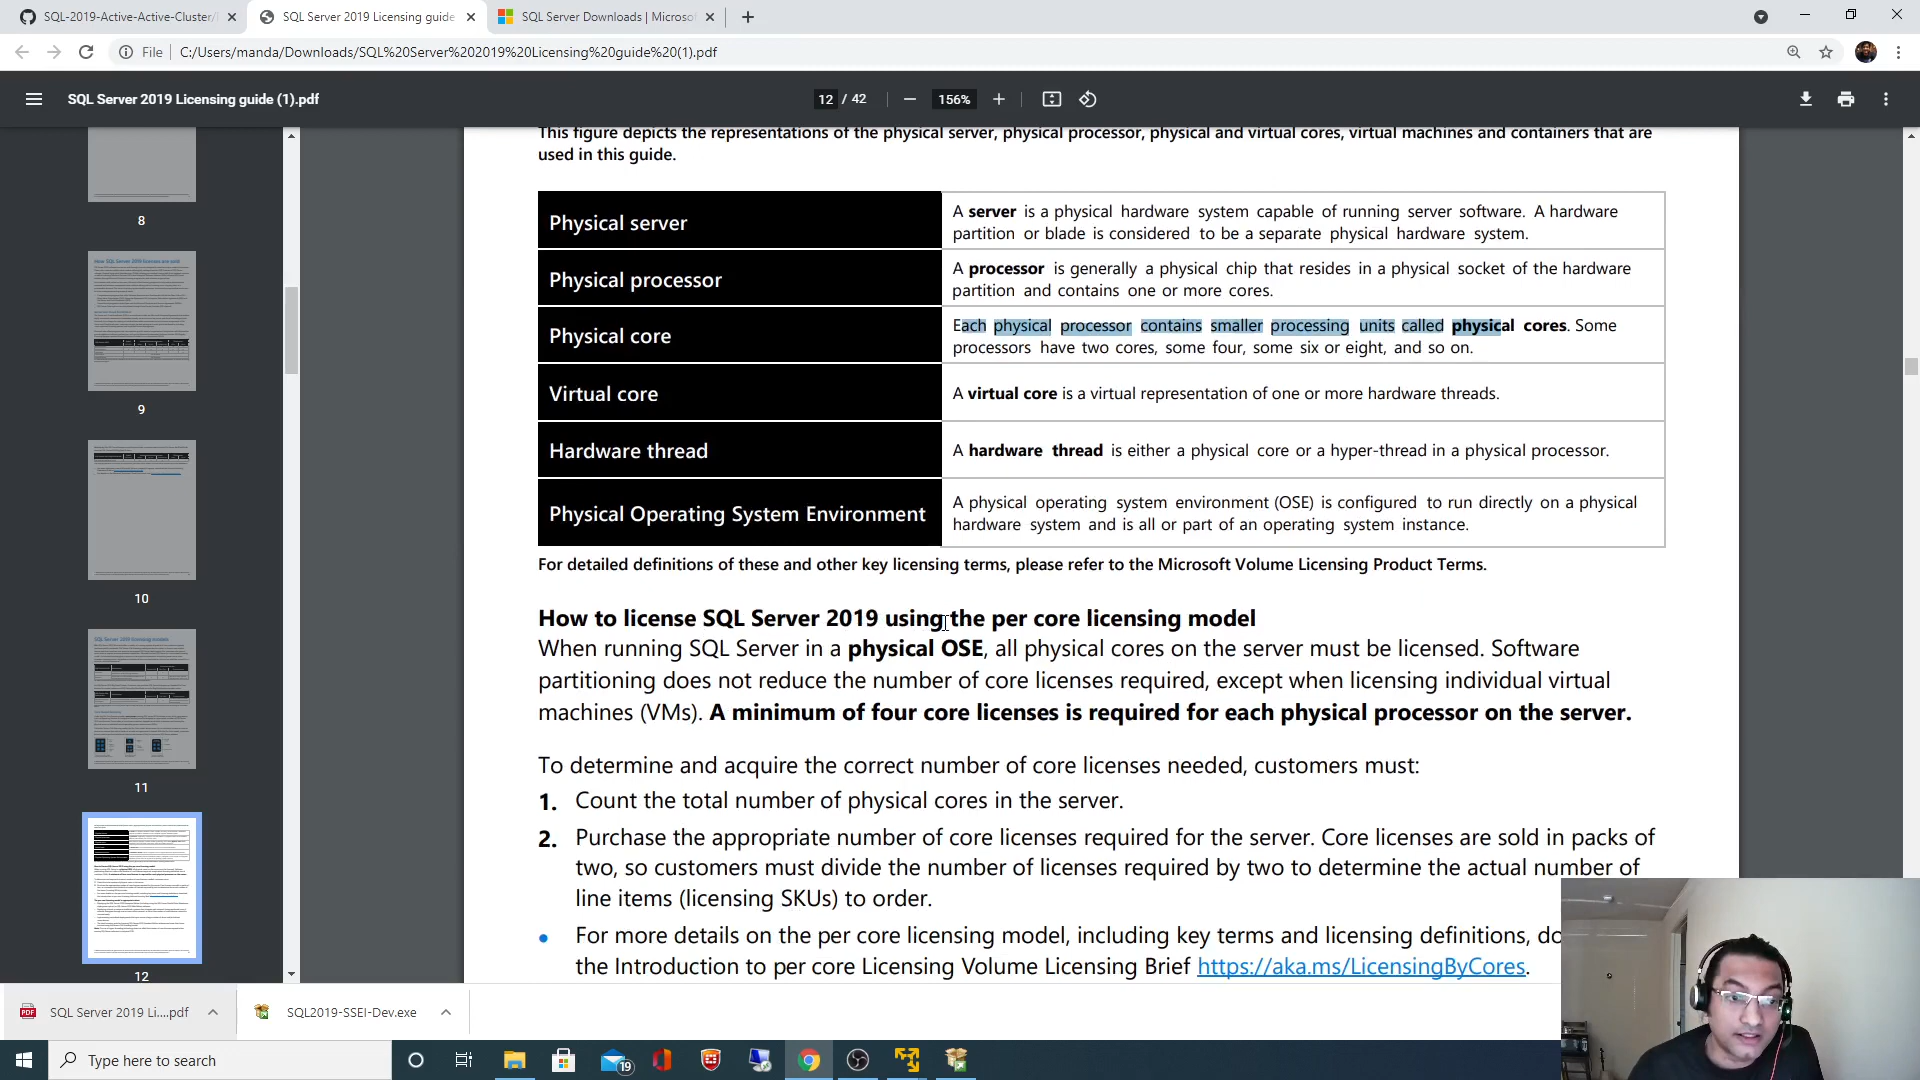 SQL-2019-Active-Active-Cluster/
SQL Server 2019 Licensing guide
SQL Server Downloads | Microsof
File
C:/Users/manda/Downloads/SQL%20Server%202019%20Licensing%20guide%20(1).pdf
SQL Server 2019 Licensing guide (1).pdf
12 / 42
156%
8
9
10
11
12
This figure depicts the representations of the physical server, physical processor, physical and virtual cores, virtual machines and containers that are
used in this guide.
Physical server
A server is a physical hardware system capable of running server software. A hardware
partition or blade is considered to be a separate physical hardware system.
Physical processor
A processor is generally a physical chip that resides in a physical socket of the hardware
partition and contains one or more cores.
Physical core
Each physical processor contains smaller processing units called physical cores. Some
processors have two cores, some four, some six or eight, and so on.
Virtual core
A virtual core is a virtual representation of one or more hardware threads.
Hardware thread
A hardware thread is either a physical core or a hyper-thread in a physical processor.
Physical Operating System Environment
A physical operating system environment (OSE) is configured to run directly on a physical
hardware system and is all or part of an operating system instance.
For detailed definitions of these and other key licensing terms, please refer to the Microsoft Volume Licensing Product Terms.
How to license SQL Server 2019 using the per core licensing model
When running SQL Server in a physical OSE, all physical cores on the server must be licensed. Software
partitioning does not reduce the number of core licenses required, except when licensing individual virtual
machines (VMs). A minimum of four core licenses is required for each physical processor on the server.
To determine and acquire the correct number of core licenses needed, customers must:
1. Count the total number of physical cores in the server.
2. Purchase the appropriate number of core licenses required for the server. Core licenses are sold in packs of
two, so customers must divide the number of licenses required by two to determine the actual number of
line items (licensing SKUs) to order.
• For more details on the per core licensing model, including key terms and licensing definitions, do
the Introduction to per core Licensing Volume Licensing Brief https://aka.ms/LicensingByCores.
PDF
SQL Server 2019 Li....pdf
SQL2019-SSEI-Dev.exe
Type here to search
19